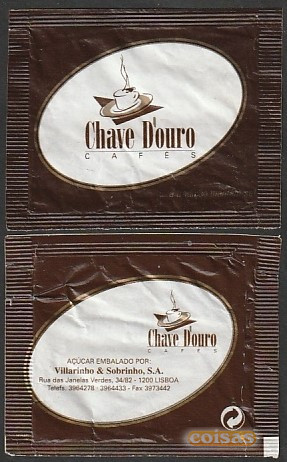 Chave D'ouro
CAFÉS
Chave D'ouro
CAFÉS
AÇÚCAR EMBALADO POR:
Villarinho & Sobrinho, S.A.
Rua das Janelas Verdes, 34/82 - 1200 LISBOA
Telefs. 3964278 - 3964433 - Fax 3973442
coisas